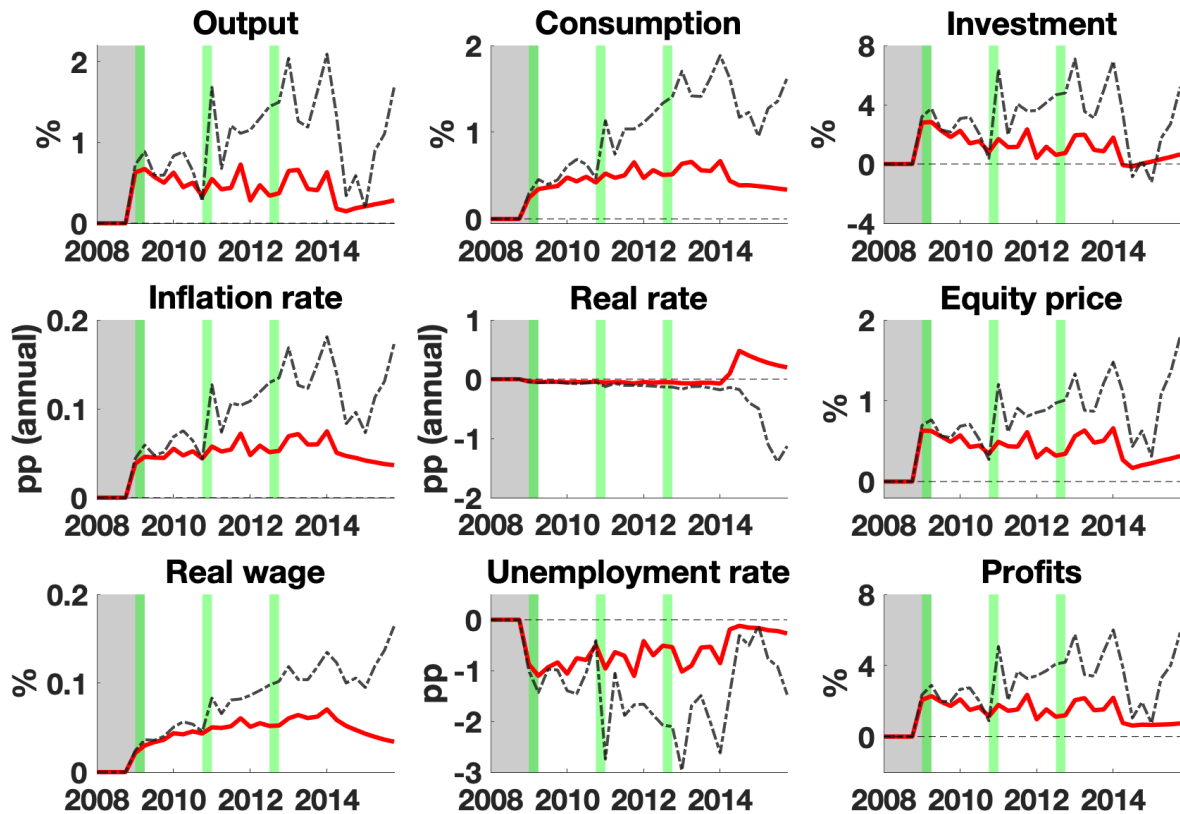 Output
Consumption
Investment
%
2
1
0
2008 2010 2012 2014
%
2
1
0
2008 2010 2012 2014
%
8
4
0
-4
2008 2010 2012 2014
Inflation rate
Real rate
Equity price
pp (annual)
0.2
0.1
0
2008 2010 2012 2014
pp (annual)
1
0
-1
-2
2008 2010 2012 2014
%
2
1
0
2008 2010 2012 2014
Real wage
Unemployment rate
Profits
%
0.2
0.1
0
2008 2010 2012 2014
pp
0
-1
-2
-3
2008 2010 2012 2014
%
8
4
0
2008 2010 2012 2014